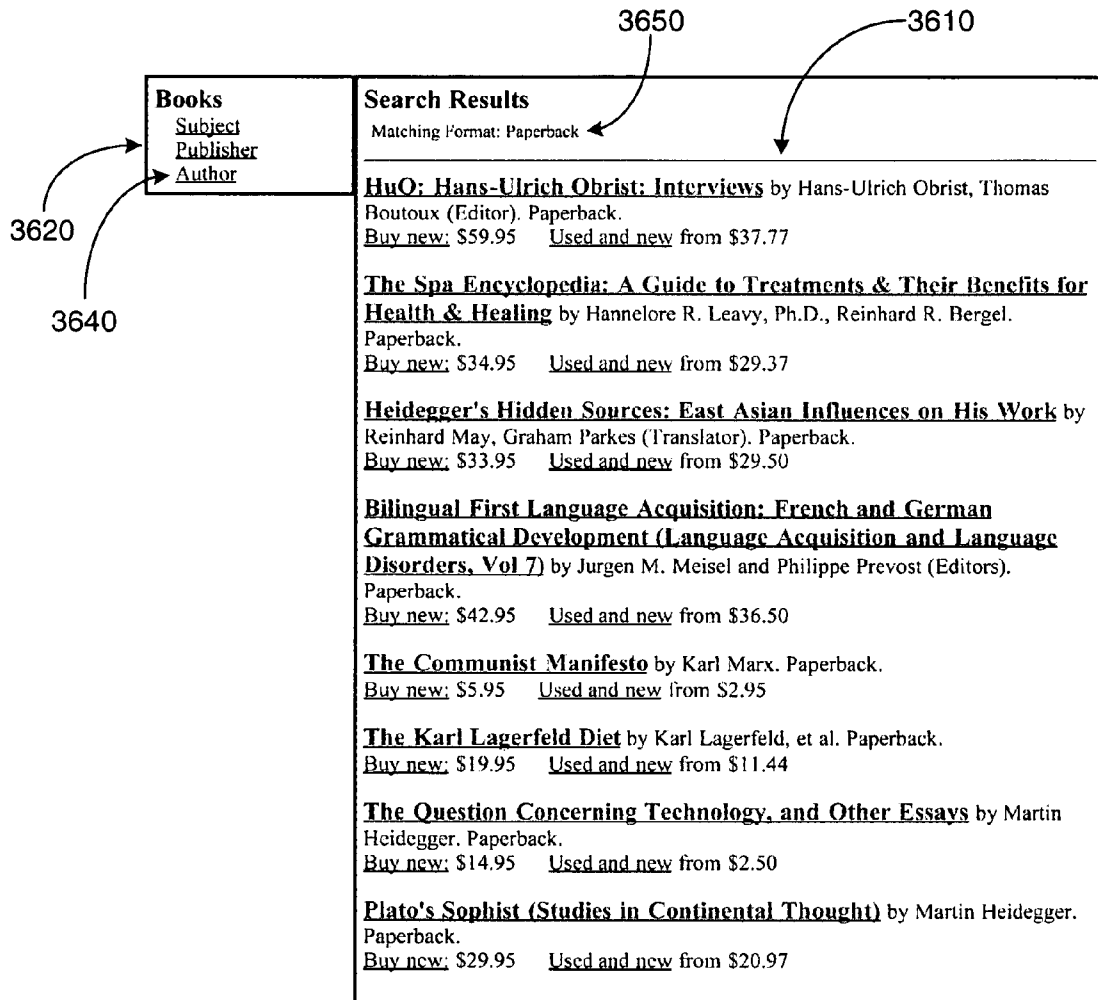 3650
3610
Books
Subject
Publisher
Author
3620
3640
Search Results
Matching Format: Paperback
HuO: Hans-Ulrich Obrist: Interviews by Hans-Ulrich Obrist, Thomas
Boutoux (Editor). Paperback.
Buy new: $59.95 Used and new from $37.77
The Spa Encyclopedia: A Guide to Treatments & Their Benefits for
Health & Healing by Hannelore R. Leavy, Ph.D., Reinhard R. Bergel.
Paperback.
Buy new: $34.95 Used and new from $29.37
Heidegger's Hidden Sources: East Asian Influences on His Work by
Reinhard May, Graham Parkes (Translator). Paperback.
Buy new: $33.95 Used and new from $29.50
Bilingual First Language Acquisition: French and German
Grammatical Development (Language Acquisition and Language
Disorders, Vol 7) by Jurgen M. Meisel and Philippe Prevost (Editors).
Paperback.
Buy new: $42.95 Used and new from $36.50
The Communist Manifesto by Karl Marx. Paperback.
Buy new: $5.95 Used and new from $2.95
The Karl Lagerfeld Diet by Karl Lagerfeld, et al. Paperback.
Buy new: $19.95 Used and new from $11.44
The Question Concerning Technology, and Other Essays by Martin
Heidegger. Paperback.
Buy new: $14.95 Used and new from $2.50
Plato's Sophist (Studies in Continental Thought) by Martin Heidegger.
Paperback.
Buy new: $29.95 Used and new from $20.97